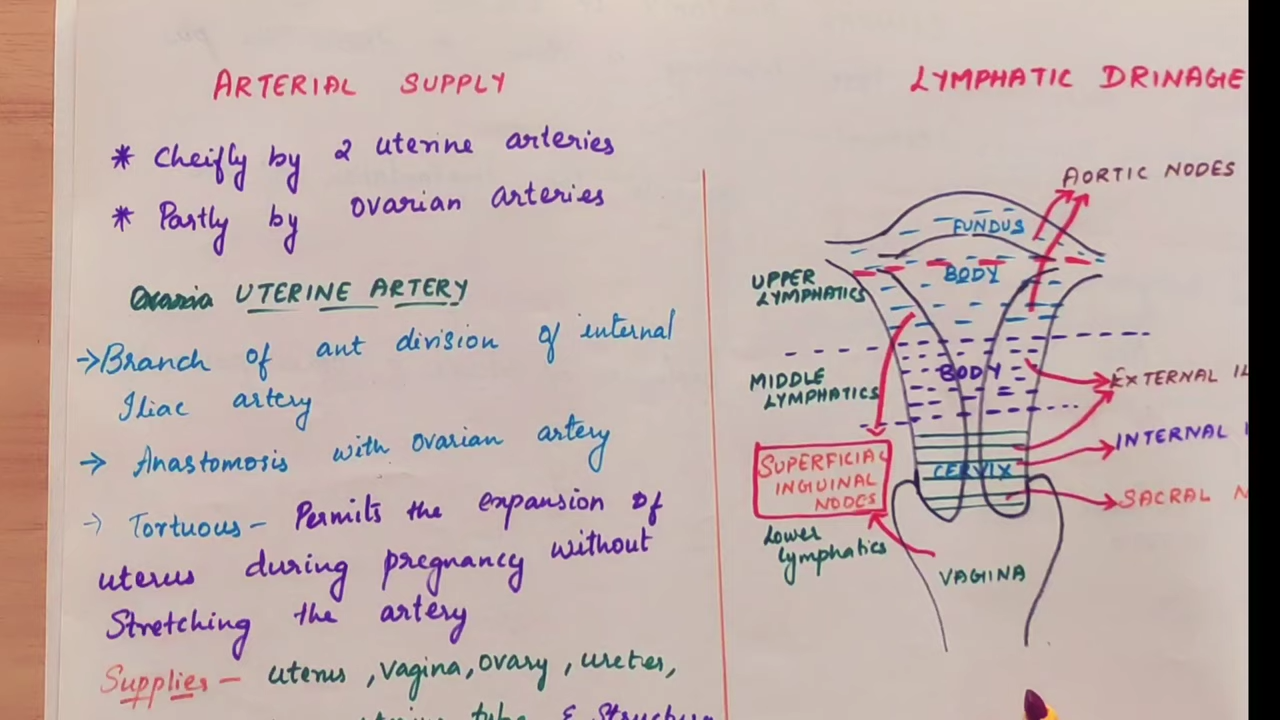 ARTERIAL SUPPLY
* Cheifly by 2 uterine arteries
* Partly by ovarian arteries
UTERINE ARTERY
→ Branch of ant division of internal
Iliac artery
→ Anastomosis with ovarian artery
→ Tortuous - Permits the expansion of
uterus during pregnancy without
Stretching the artery
Supplies - uterus, vagina, ovary, ureter,
tube & Structure
LYMPHATIC DRINAGE
AORTIC NODES
FUNDUS
BODY
UPPER
LYMPHATICS
BODY
MIDDLE
LYMPHATICS
EXTERNAL
INTERNAL
SUPERFICIAL
INGUINAL
NODES
CERVIX
SACRAL
Lower
lymphatics
VAGINA